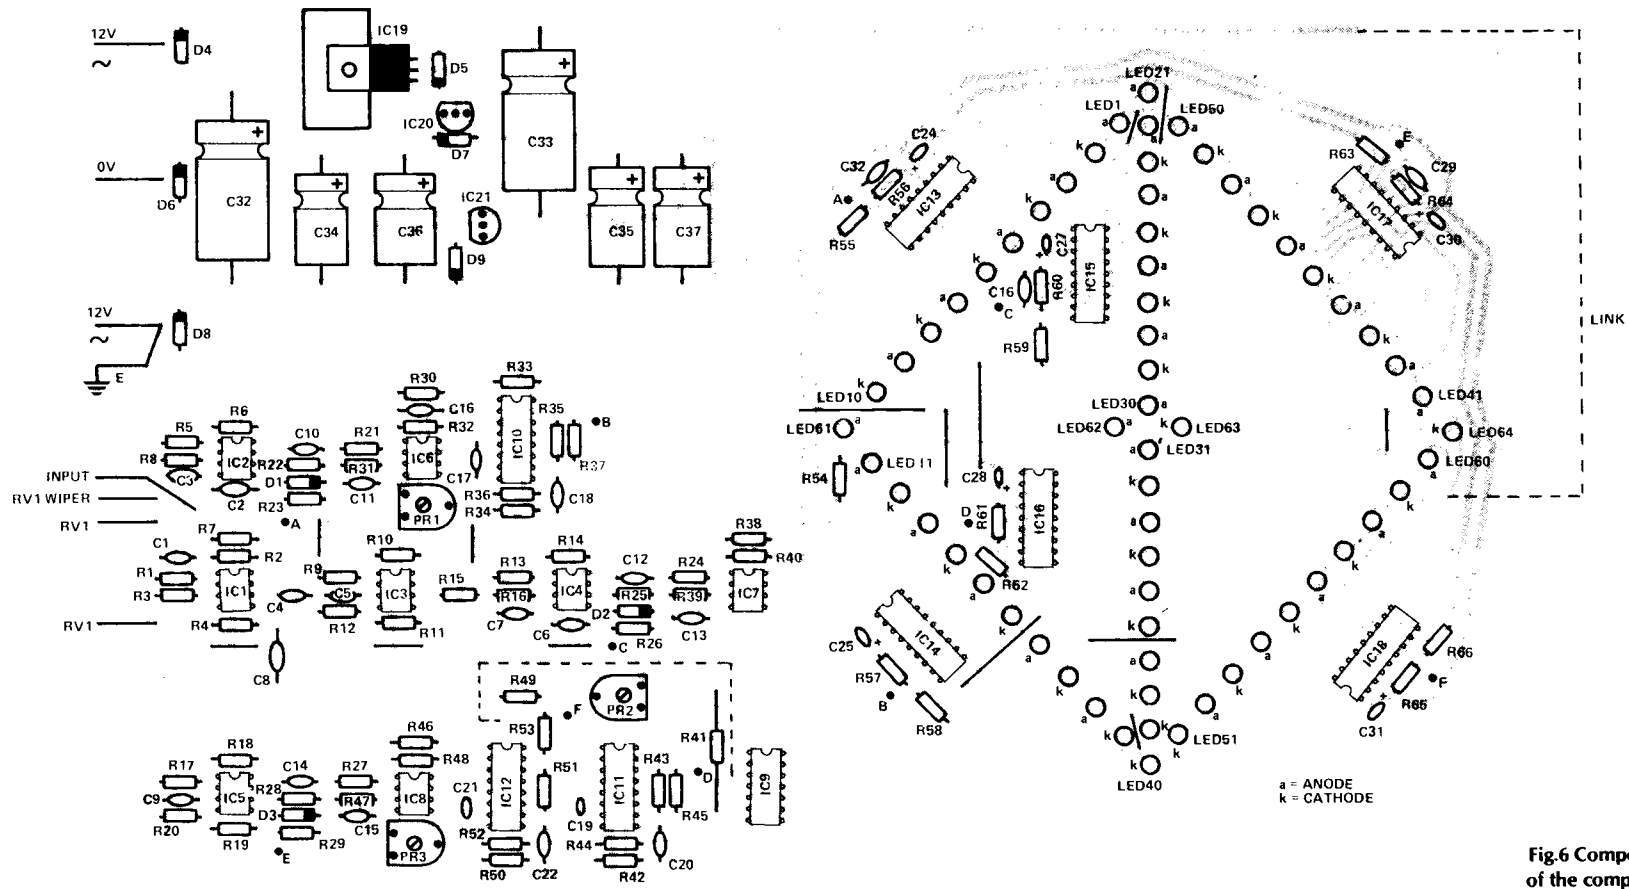 12V
~
D4
IC19
D5
IC20
D7
C33
0V
D6
C32
C34
C36
IC21
D9
C35
C37
12V
~
D8
E
R33
R30
C16
R32
R35
B
R6
R5
R8
C3
IC2
C2
C10
R21
R22
R31
D1
R23
C11
A
IC6
C17
IC10
R37
R36
R34
C18
PR1
INPUT
RV1 WIPER
RV1
R7
C1
R2
R1
R3
IC1
R4
RV1
C4
C8
R9
C5
R12
R10
IC3
R11
R15
R13
R16
C7
R14
IC4
C6
C12
R25
D2
R26
C
R24
R39
C13
R38
R40
IC7
R49
PR2
F
R53
R41
D
R46
R48
R18
R17
C9
R20
IC5
R19
C14
R28
D3
R29
E
R27
R47
C15
IC8
PR3
C21
R52
R50
IC12
R51
C22
C19
IC11
R44
R42
R43
R45
C20
IC9
LED21
a
LED1
a
a
LED50
a
k
k
k
a
a
a
k
k
k
a
a
a
k
k
k
a
a
a
k
k
k
a
a
k
k
a
C24
C32
R56
A
R55
IC13
C27
C16
R60
C
IC15
R59
R63
E
C29
R64
IC17
C30
LINK
LED10
LED61
a
LED11
a
R54
LED30
a
LED62
a
k
LED63
LED31
a
LED41
a
LED64
k
LED60
a
k
a
k
a
k
a
k
C28
D
R61
IC16
R62
k
a
k
a
k
a
k
a
k
a
k
C25
R57
B
R58
IC14
IC18
R66
R65
F
C31
LED51
k
k
LED40
a = ANODE
k = CATHODE
Fig.6 Compo
of the comp